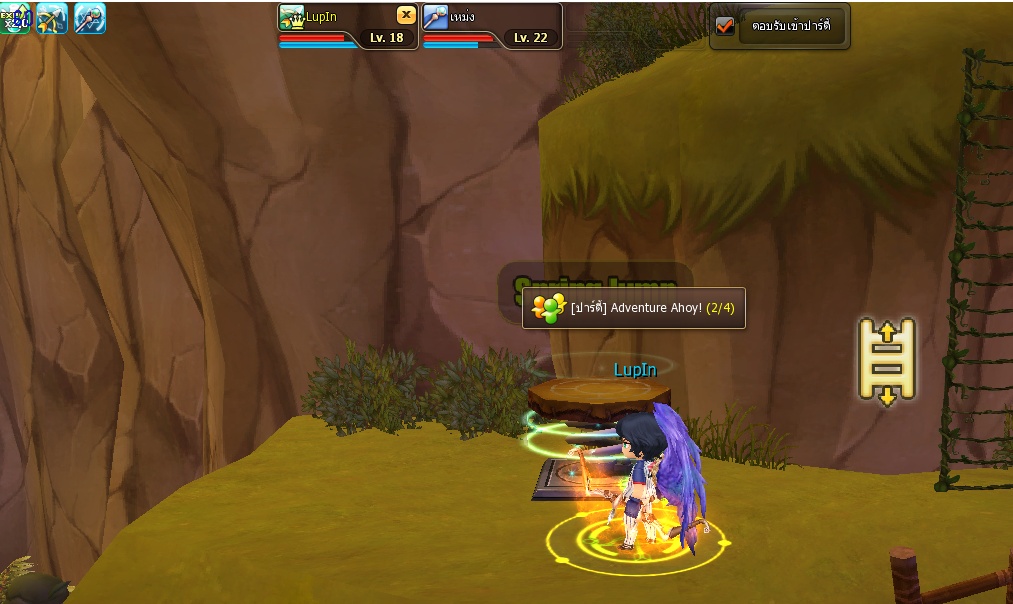 LupIn
Lv. 18
เหม่ง
Lv. 22
ตอบรับเข้าปาร์ตี้
[ปาร์ตี้] Adventure Ahoy! (2/4)
LupIn